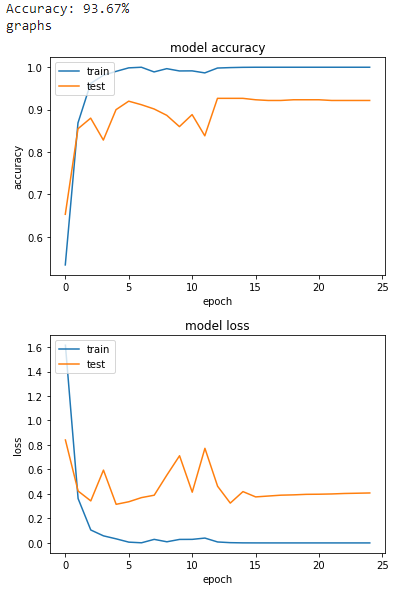 Accuracy: 93.67%
graphs
model accuracy
train
test
1.0
0.9
0.8
0.7
0.6
accuracy
0 5 10 15 20 25
epoch
model loss
train
test
1.6
1.4
1.2
1.0
0.8
0.6
0.4
0.2
0.0
loss
0 5 10 15 20 25
epoch